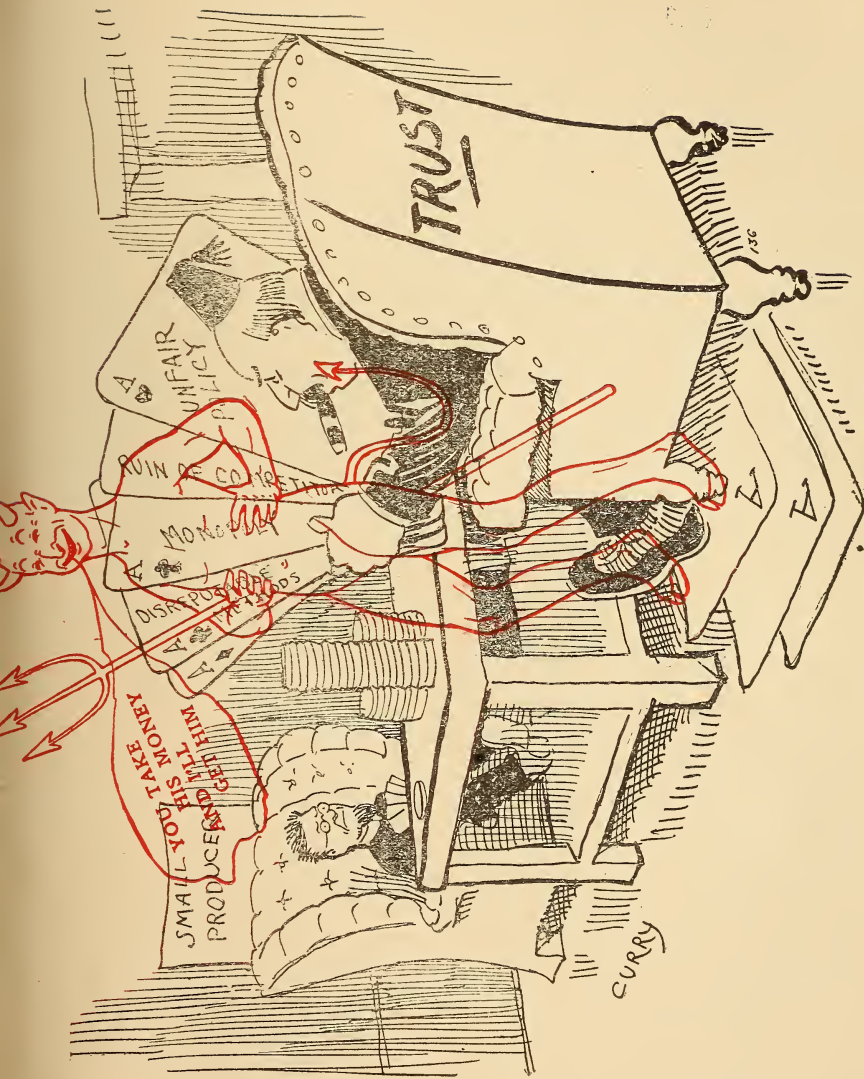 A
UNFAIR
POLICY
RUIN OF COMPETITION
A
MONOPOLY
A
DISREPUTABLE
METHODS
A
TRUST
SMALL
PRODUCER
YOU TAKE
HIS MONEY
AND I'LL
GET HIM
A
A
136
CURRY